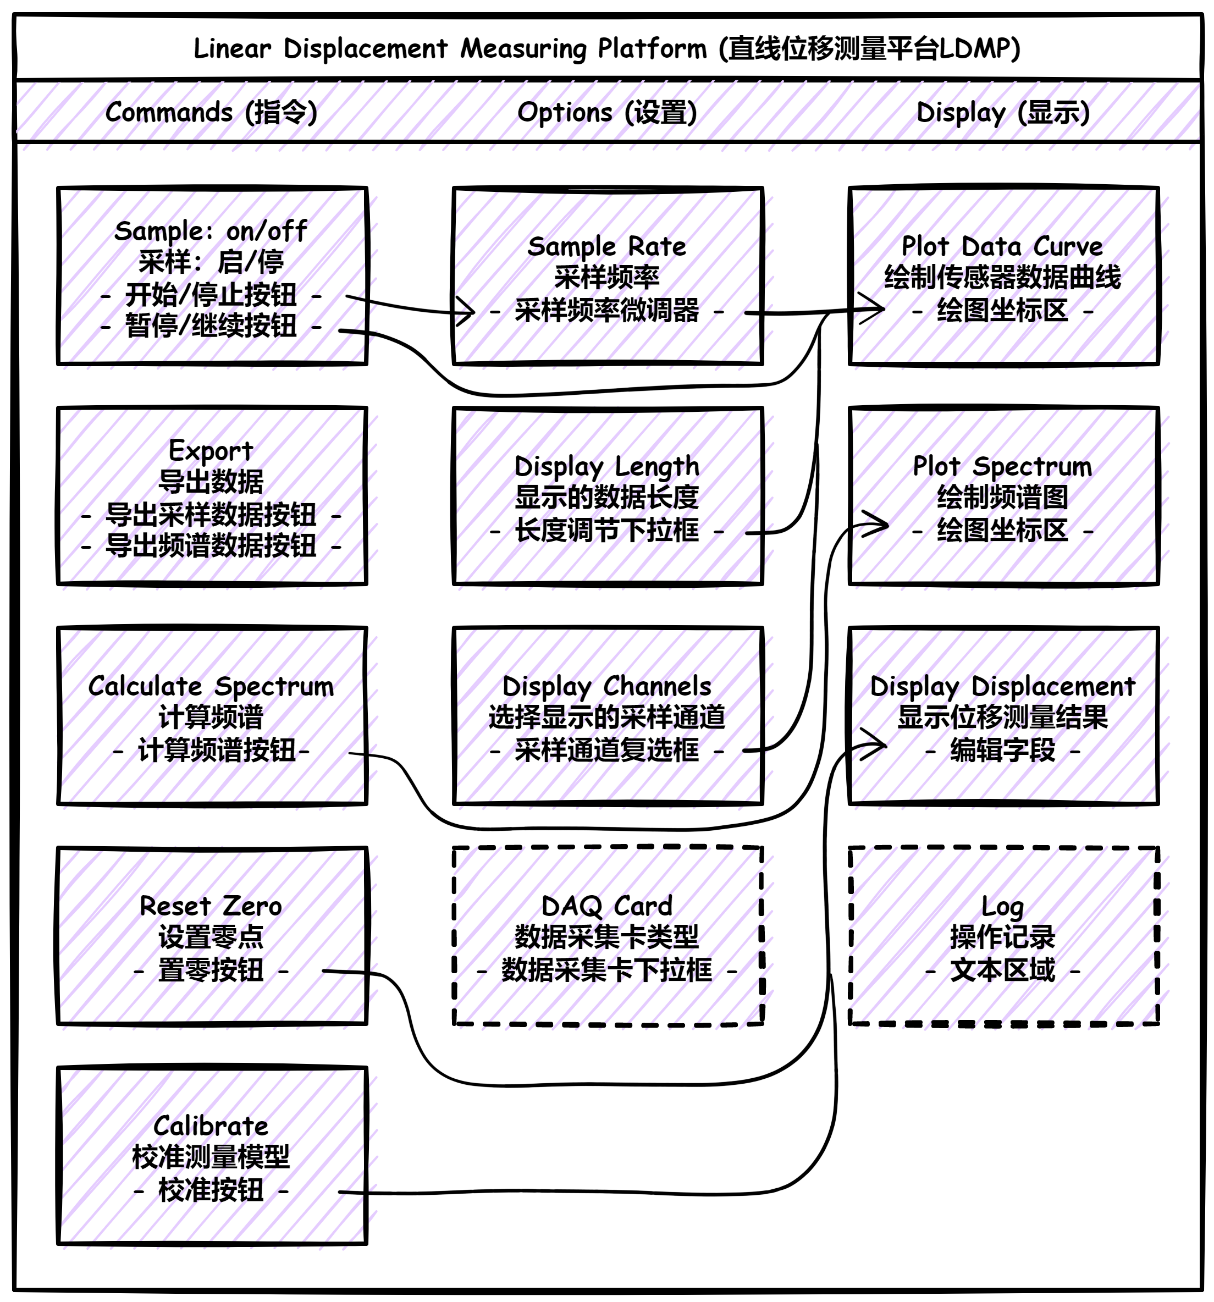 Linear Displacement Measuring Platform (直线位移测量平台LDMP)
Commands (指令)
Options (设置)
Display (显示)
Sample: on/off
采样：启/停
- 开始/停止按钮 -
- 暂停/继续按钮 -
Sample Rate
采样频率
- 采样频率微调器 -
Plot Data Curve
绘制传感器数据曲线
- 绘图坐标区 -
Export
导出数据
- 导出采样数据按钮 -
- 导出频谱数据按钮 -
Display Length
显示的数据长度
- 长度调节下拉框 -
Plot Spectrum
绘制频谱图
- 绘图坐标区 -
Calculate Spectrum
计算频谱
- 计算频谱按钮-
Display Channels
选择显示的采样通道
- 采样通道复选框 -
Display Displacement
显示位移测量结果
- 编辑字段 -
Reset Zero
设置零点
- 置零按钮 -
DAQ Card
数据采集卡类型
- 数据采集卡下拉框 -
Log
操作记录
- 文本区域 -
Calibrate
校准测量模型
- 校准按钮 -